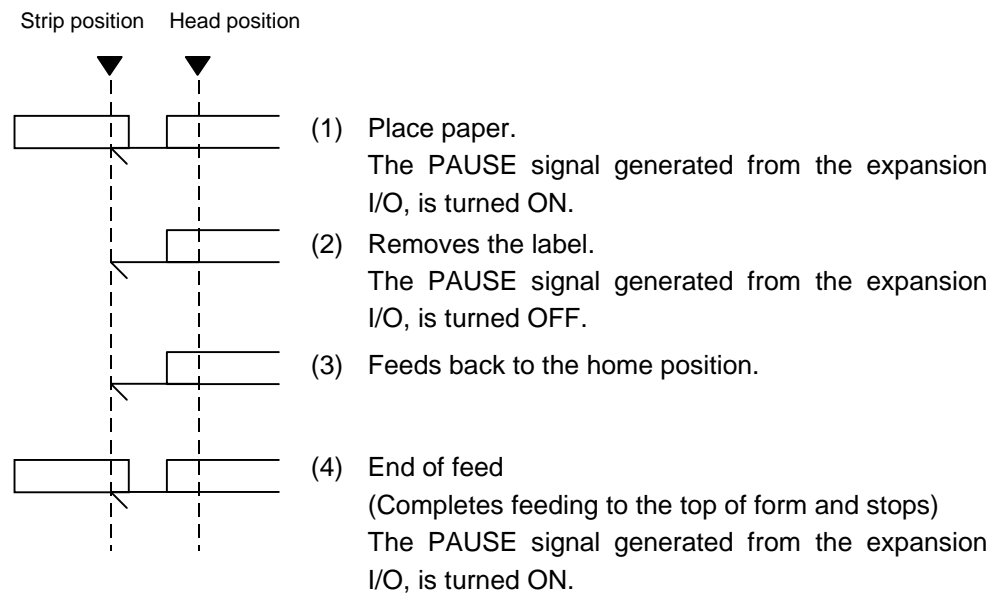 Strip position Head position
(1) Place paper.
The PAUSE signal generated from the expansion
I/O, is turned ON.
(2) Removes the label.
The PAUSE signal generated from the expansion
I/O, is turned OFF.
(3) Feeds back to the home position.
(4) End of feed
(Completes feeding to the top of form and stops)
The PAUSE signal generated from the expansion
I/O, is turned ON.